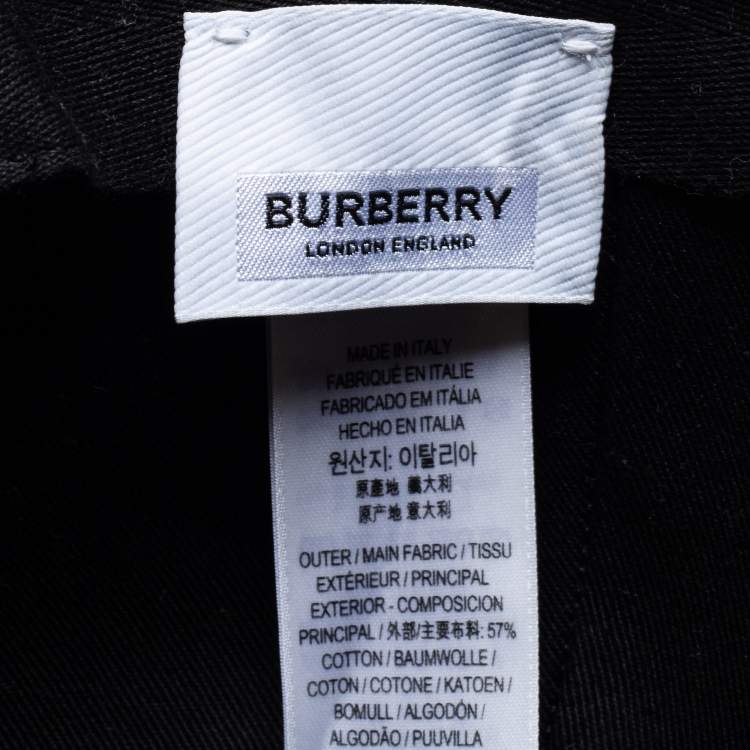 BURBERRY
LONDON ENGLAND
MADE IN ITALY
FABRIQUÉ EN ITALIE
FABRICADO EM ITÁLIA
HECHO EN ITALIA
원산지: 이탈리아
原產地 義大利
原产地 意大利
OUTER / MAIN FABRIC / TISSU
EXTÉRIEUR / PRINCIPAL
EXTERIOR - COMPOSICION
PRINCIPAL / 外部/主要布料: 57%
COTTON / BAUMWOLLE /
COTON / COTONE / KATOEN /
BOMULL / ALGODÓN /
ALGODÃO / PUUVILLA